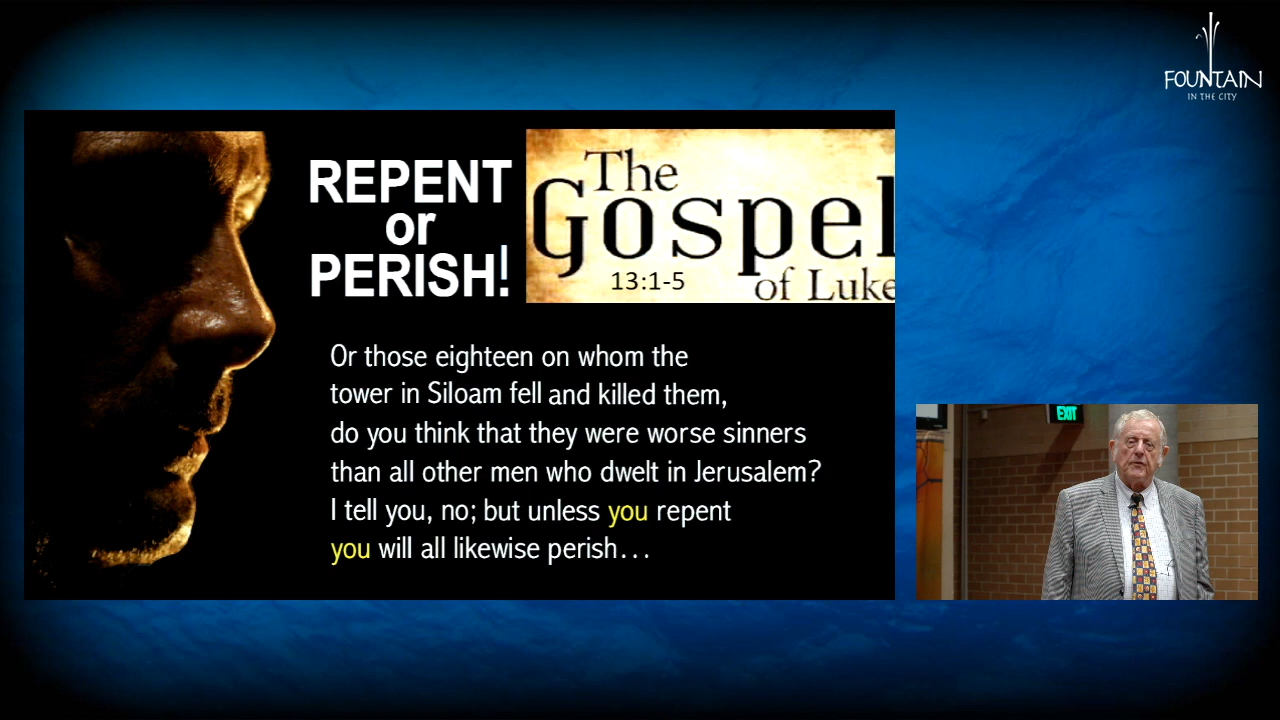 FOUNTAIN
IN THE CITY
REPENT
or
PERISH!
The
Gospel
13:1-5
of Luke
Or those eighteen on whom the
tower in Siloam fell and killed them,
do you think that they were worse sinners
than all other men who dwelt in Jerusalem?
I tell you, no; but unless you repent
you will all likewise perish...
EXIT